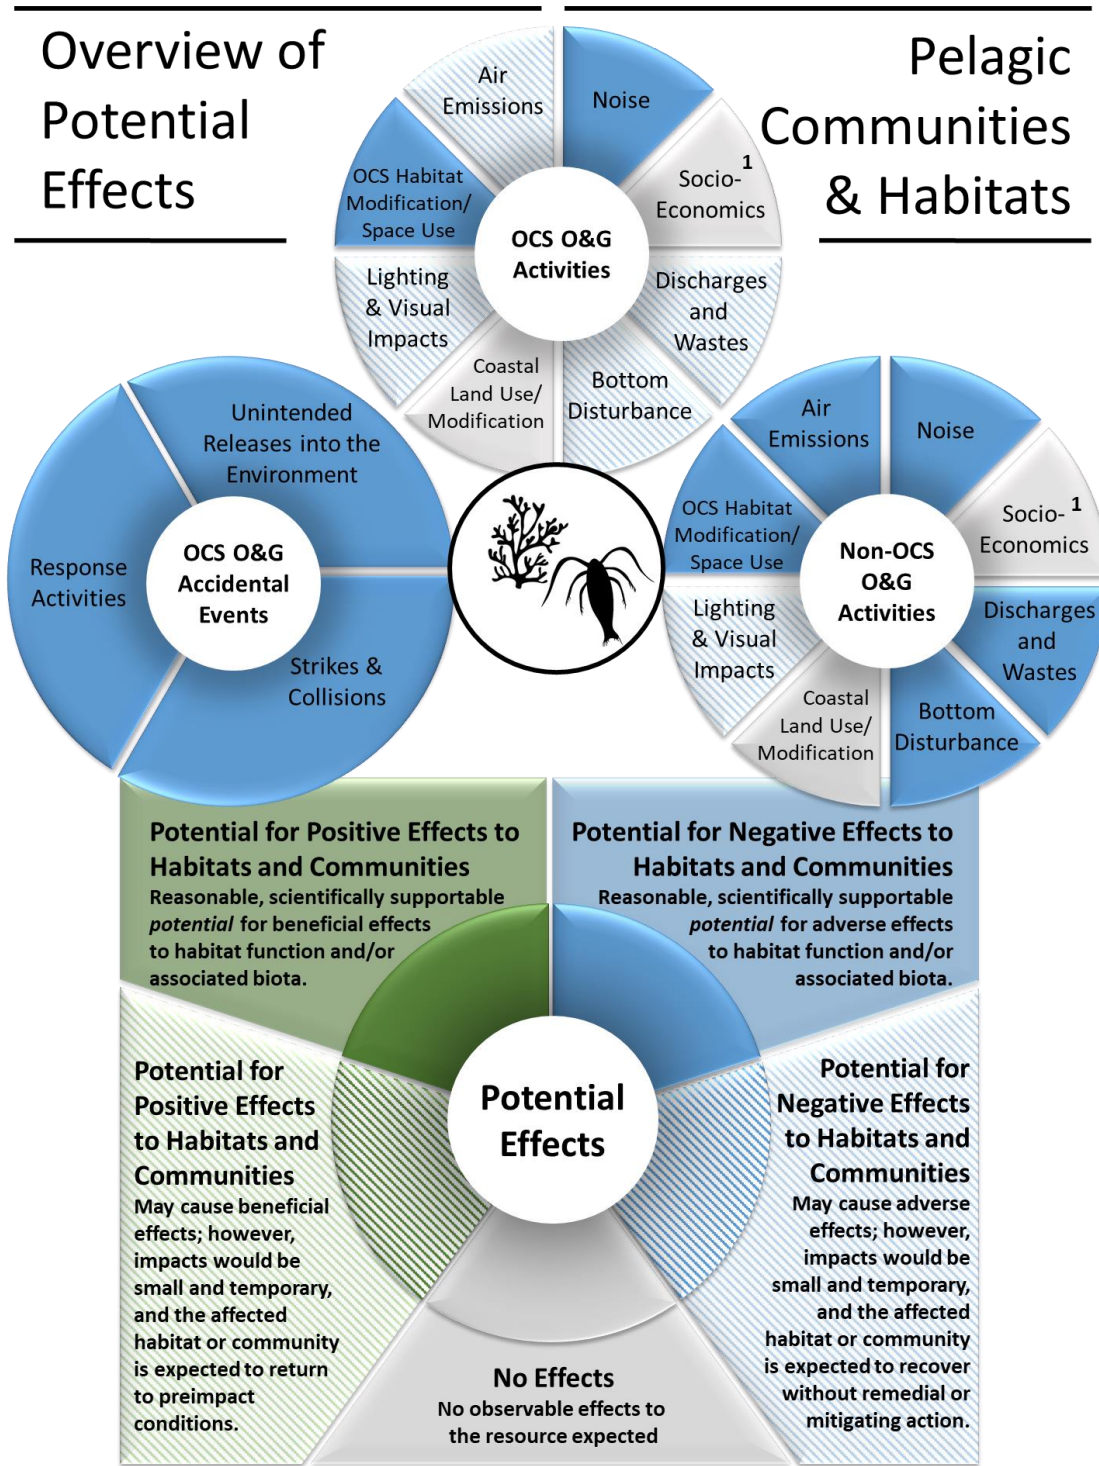 Overview of
Potential
Effects
Pelagic
Communities
& Habitats
Air
Emissions
Noise
OCS Habitat
Modification/
Space Use
Socio- 1
Economics
OCS O&G
Activities
Lighting
& Visual
Impacts
Discharges
and
Wastes
Coastal
Land Use/
Modification
Bottom
Disturbance
Unintended
Releases into the
Environment
Response
Activities
OCS O&G
Accidental
Events
Strikes &
Collisions
Air
Emissions
Noise
OCS Habitat
Modification/
Space Use
Socio- 1
Economics
Non-OCS
O&G
Activities
Lighting
& Visual
Impacts
Discharges
and
Wastes
Coastal
Land Use/
Modification
Bottom
Disturbance
Potential for Positive Effects to
Habitats and Communities
Reasonable, scientifically supportable
potential for beneficial effects
to habitat function and/or
associated biota.
Potential for Negative Effects to
Habitats and Communities
Reasonable, scientifically supportable
potential for adverse effects
to habitat function and/or
associated biota.
Potential
Effects
Potential for
Positive Effects
to Habitats and
Communities
May cause beneficial
effects; however,
impacts would be
small and temporary,
and the affected
habitat or community
is expected to return
to preimpact
conditions.
Potential for
Negative Effects
to Habitats and
Communities
May cause adverse
effects; however,
impacts would be
small and temporary,
and the affected
habitat or community
is expected to recover
without remedial or
mitigating action.
No Effects
No observable effects to
the resource expected